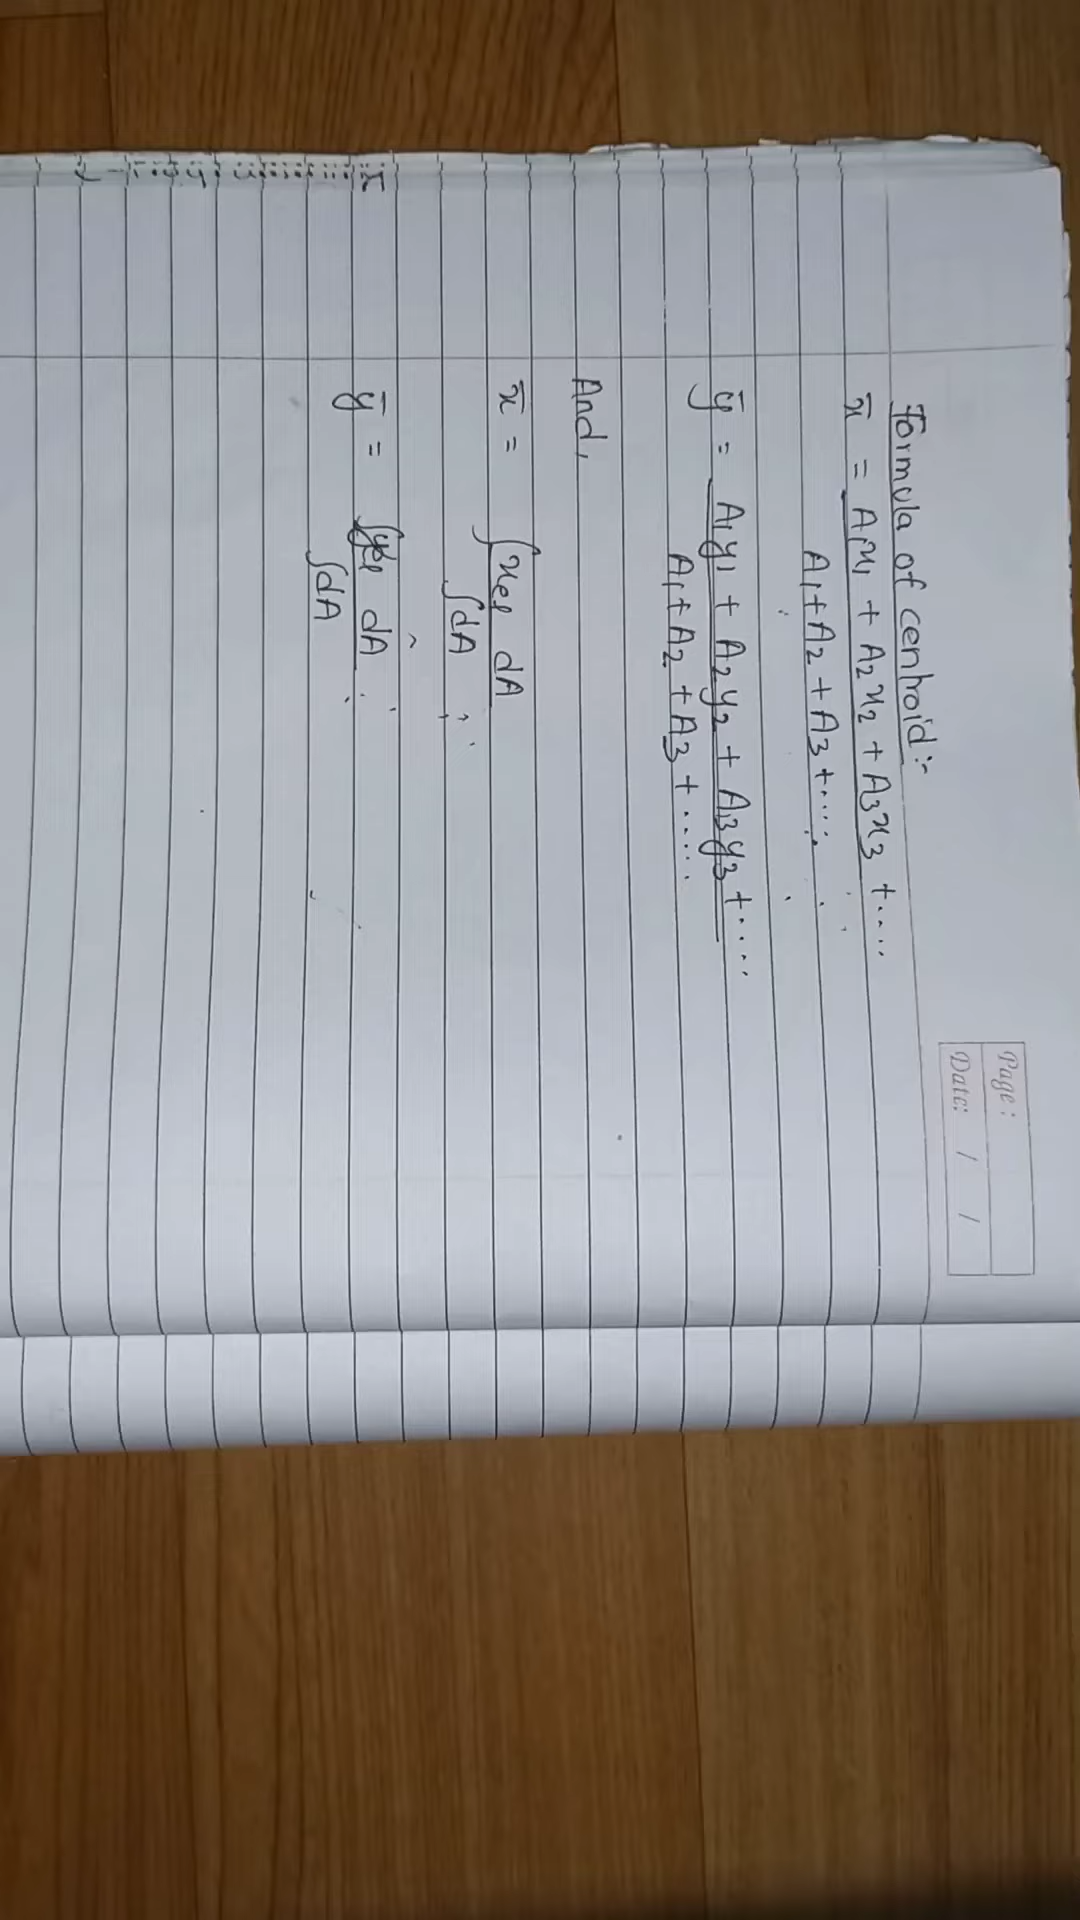 Page :
Date: / /
Formula of centroid :-
x̄ = A1x1 + A2x2 + A3x3 + ....
A1 + A2 + A3 + .....
ȳ = A1y1 + A2y2 + A3y3 + .....
A1 + A2 + A3 + .....
And,
x̄ = ∫xel dA
∫dA
ȳ = ∫yel dA
∫dA